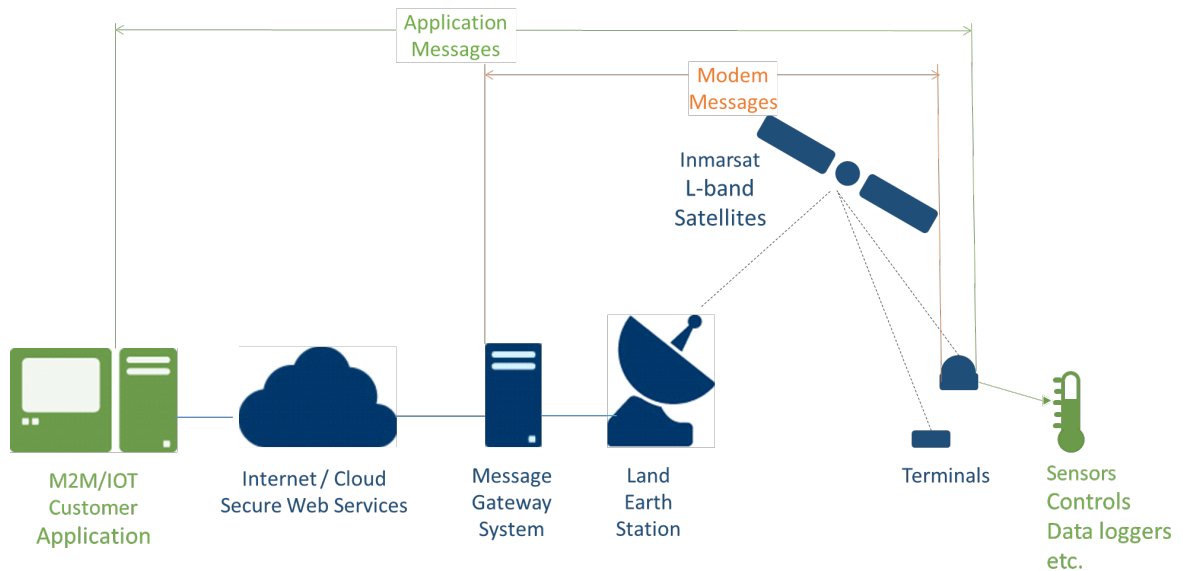 Application
Messages
Modem
Messages
Inmarsat
L-band
Satellites
M2M/IOT
Customer
Application
Internet / Cloud
Secure Web Services
Message
Gateway
System
Land
Earth
Station
Terminals
Sensors
Controls
Data loggers
etc.